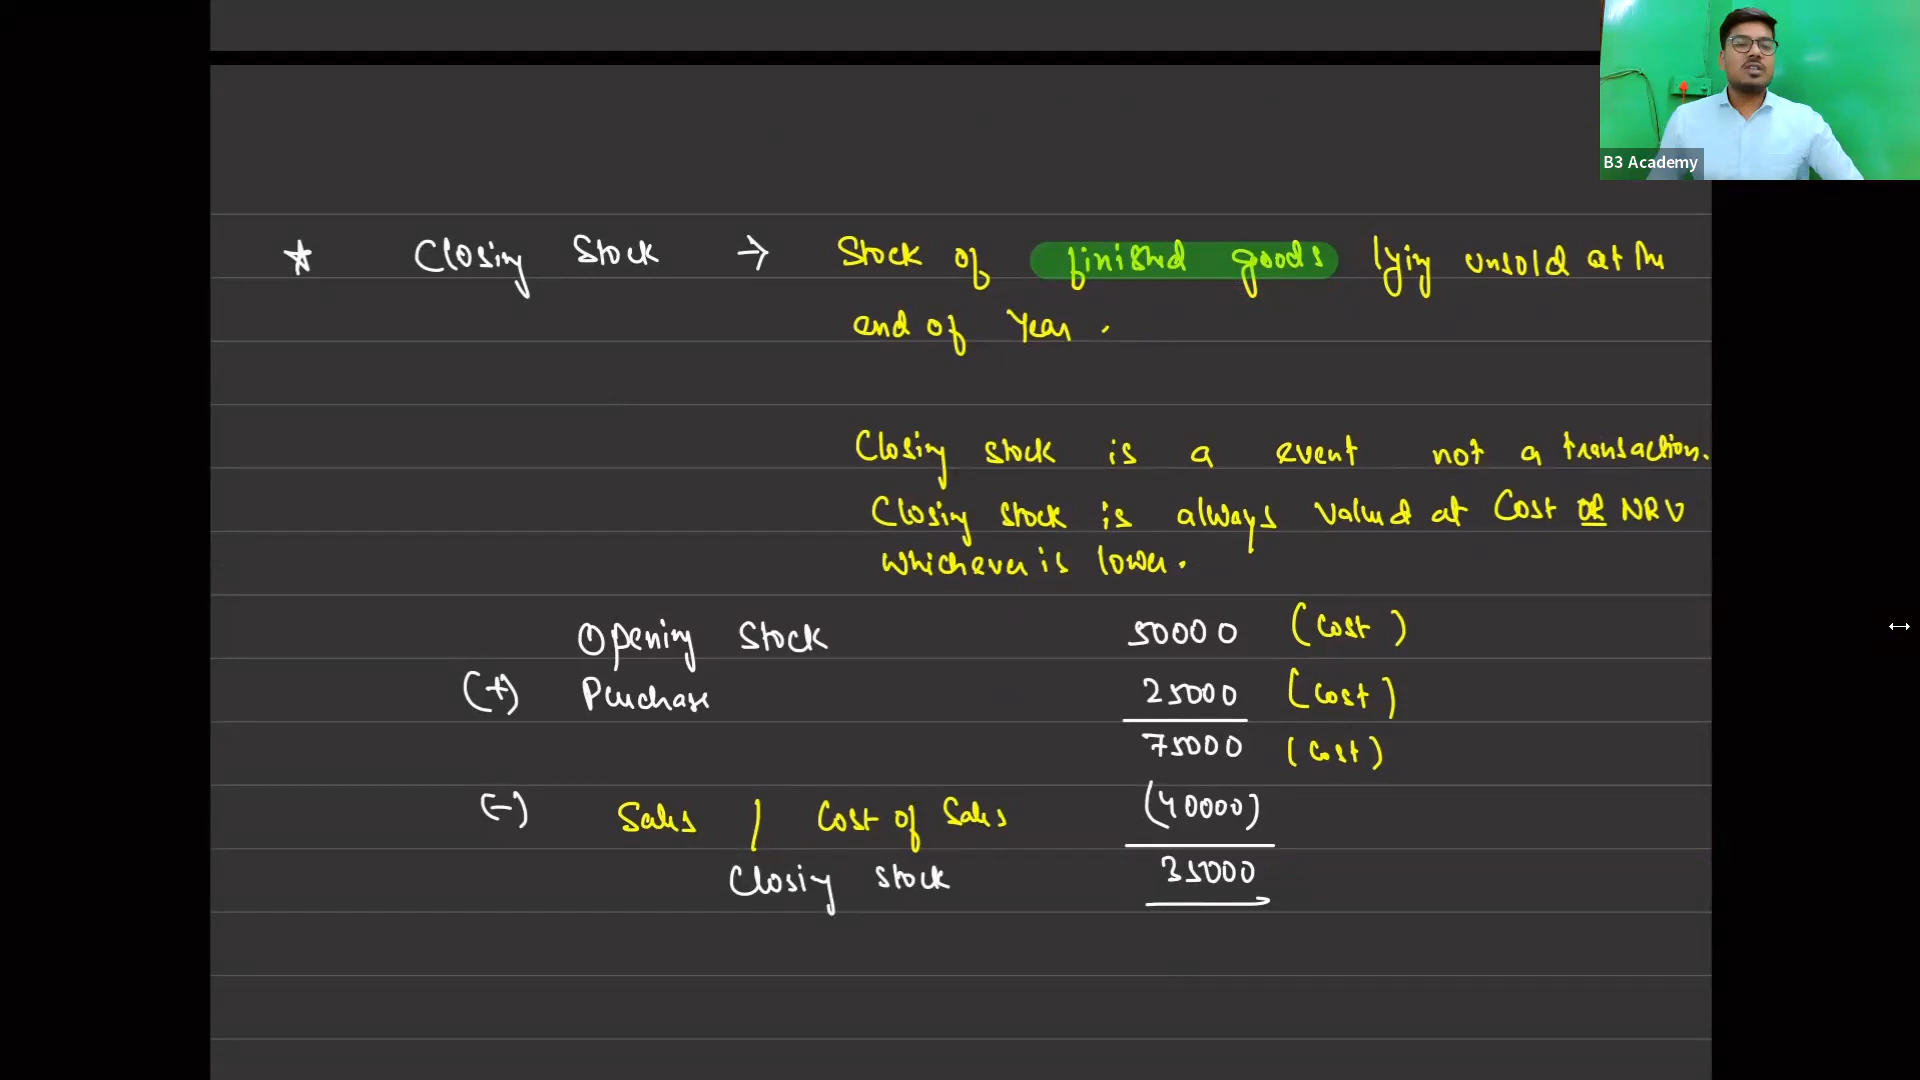 B3 Academy
☆ Closing Stock → Stock of finished goods lying unsold at the
end of Year.
Closing stock is a event not a transaction.
Closing stock is always valued at Cost OR NRV
whichever is lower.
Opening Stock 50000 (Cost)
(+) Purchase 25000 (Cost)
75000 (Cost)
(-) Sales / Cost of Sales (40000)
Closing stock 35000